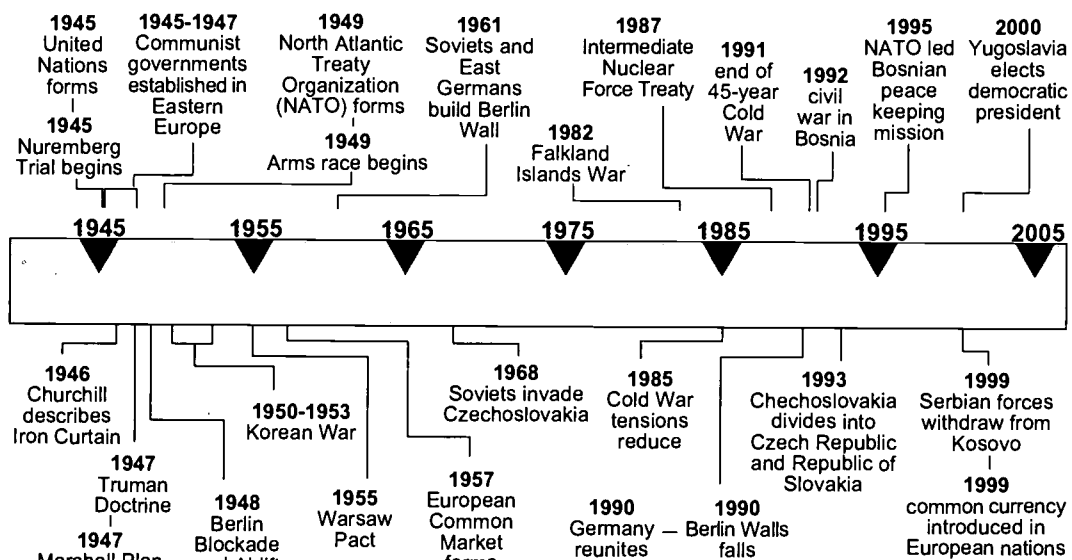 1945
United
Nations
forms
1945
Nuremberg
Trial begins
1945-1947
Communist
governments
established in
Eastern
Europe
1949
North Atlantic
Treaty
Organization
(NATO) forms
1949
Arms race begins
1961
Soviets and
East
Germans
build Berlin
Wall
1982
Falkland
Islands War
1987
Intermediate
Nuclear
Force Treaty
1991
end of
45-year
Cold
War
1992
civil
war in
Bosnia
1995
NATO led
Bosnian
peace
keeping
mission
2000
Yugoslavia
elects
democratic
president
1945 1955 1965 1975 1985 1995 2005
1946
Churchill
describes
Iron Curtain
1947
Truman
Doctrine
1947
Marshall Plan
1948
Berlin
Blockade
1950-1953
Korean War
1955
Warsaw
Pact
1957
European
Common
Market
forms
1968
Soviets invade
Czechoslovakia
1985
Cold War
tensions
reduce
1990
Germany
reunites
1990
Berlin Walls
falls
1993
Chechoslovakia
divides into
Czech Republic
and Republic of
Slovakia
1999
Serbian forces
withdraw from
Kosovo
1999
common currency
introduced in
European nations